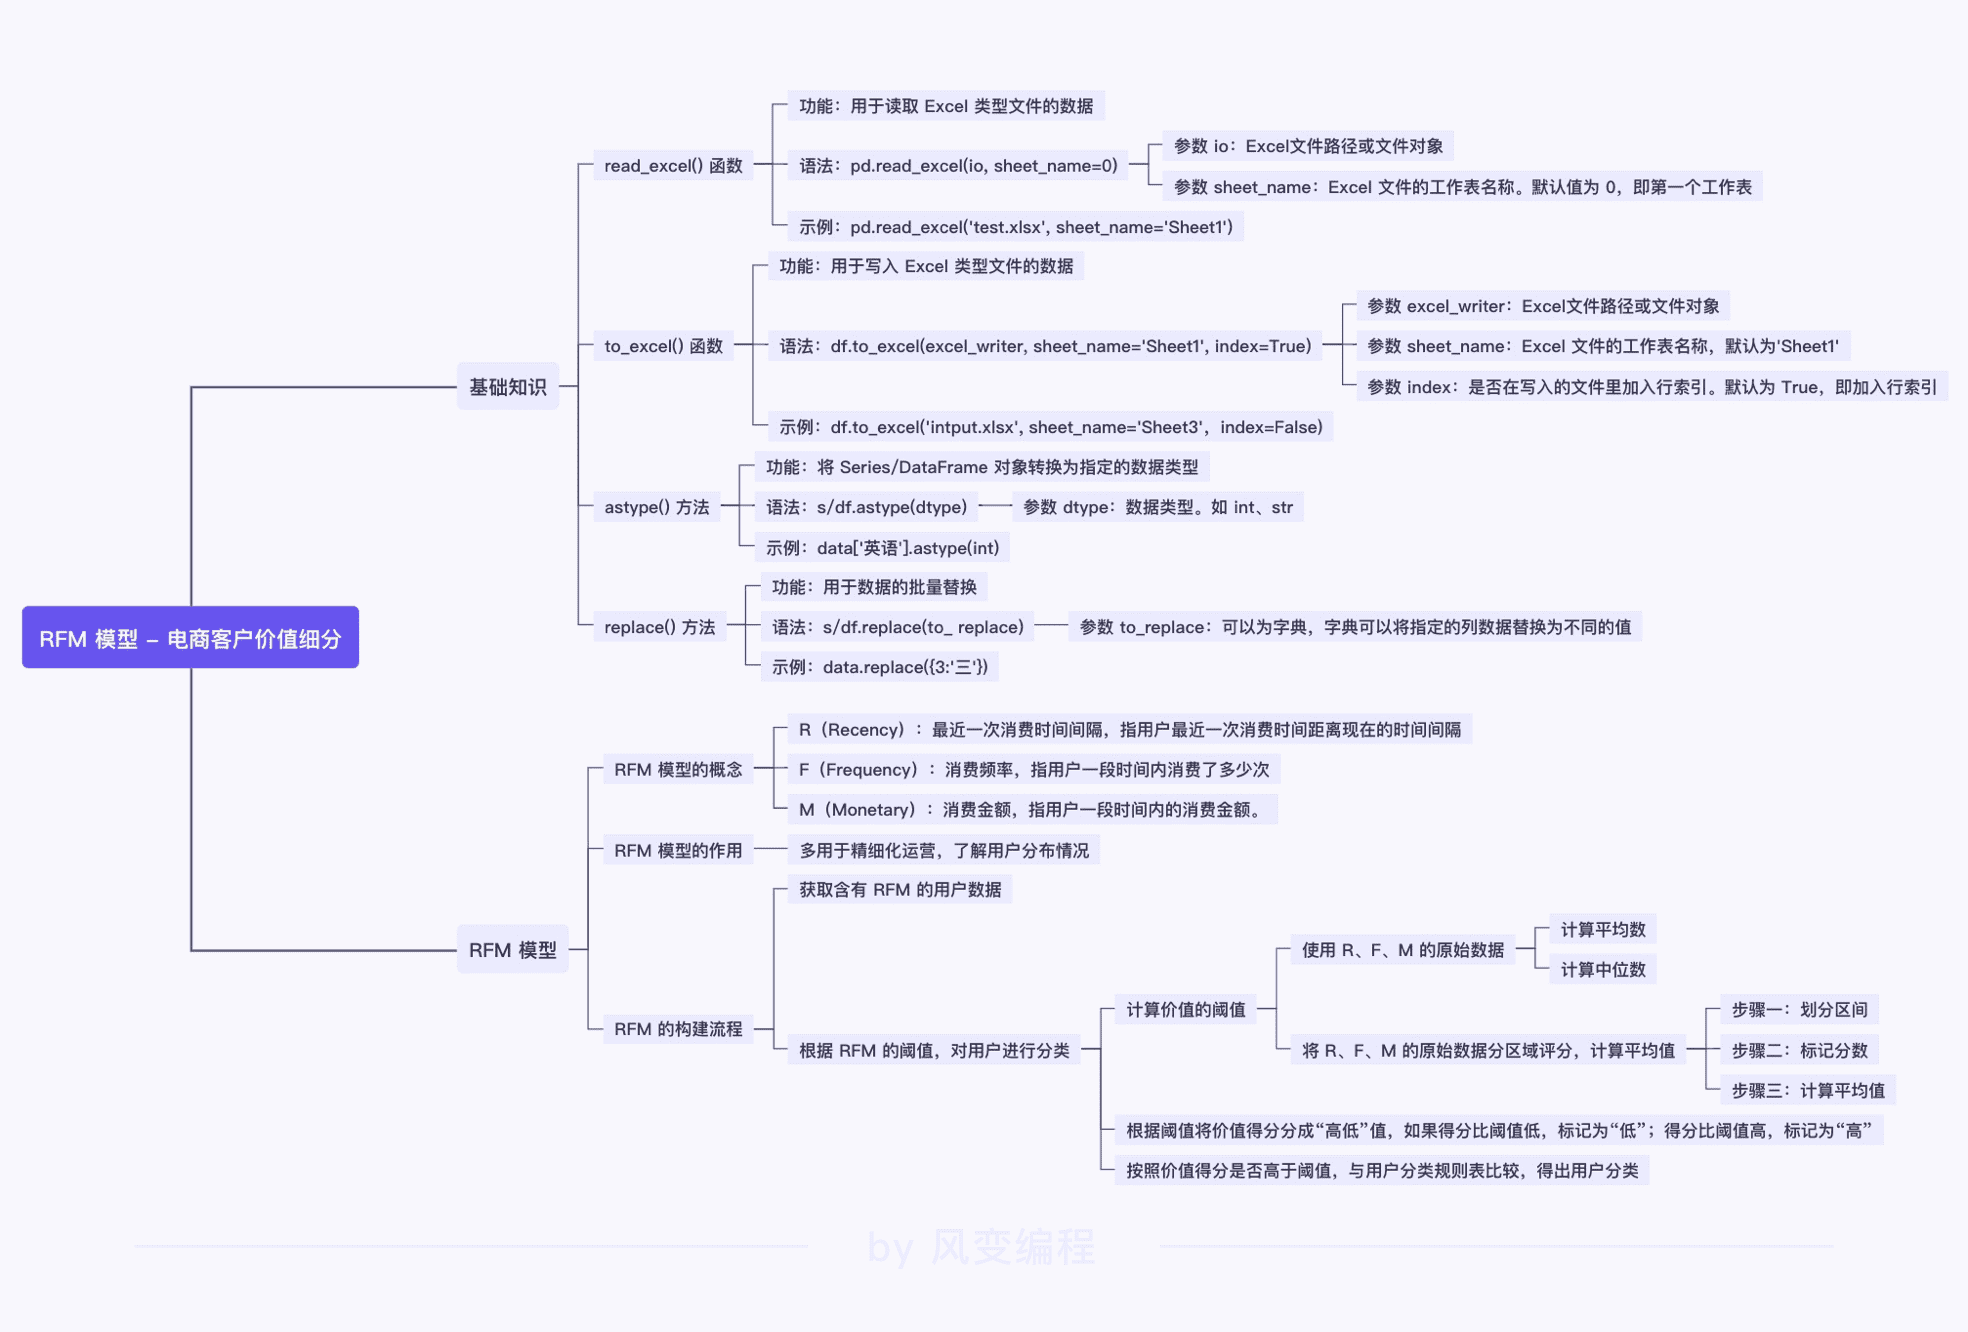 RFM 模型 – 电商客户价值细分
基础知识
read_excel() 函数
功能：用于读取 Excel 类型文件的数据
语法：pd.read_excel(io, sheet_name=0)
参数 io：Excel文件路径或文件对象
参数 sheet_name：Excel 文件的工作表名称。默认值为 0，即第一个工作表
示例：pd.read_excel('test.xlsx', sheet_name='Sheet1')
to_excel() 函数
功能：用于写入 Excel 类型文件的数据
语法：df.to_excel(excel_writer, sheet_name='Sheet1', index=True)
参数 excel_writer：Excel文件路径或文件对象
参数 sheet_name：Excel 文件的工作表名称，默认为'Sheet1'
参数 index：是否在写入的文件里加入行索引。默认为 True，即加入行索引
示例：df.to_excel('intput.xlsx', sheet_name='Sheet3'，index=False)
astype() 方法
功能：将 Series/DataFrame 对象转换为指定的数据类型
语法：s/df.astype(dtype)
参数 dtype：数据类型。如 int、str
示例：data['英语'].astype(int)
replace() 方法
功能：用于数据的批量替换
语法：s/df.replace(to_ replace)
参数 to_replace：可以为字典，字典可以将指定的列数据替换为不同的值
示例：data.replace({3:'三'})
RFM 模型
RFM 模型的概念
R（Recency）：最近一次消费时间间隔，指用户最近一次消费时间距离现在的时间间隔
F（Frequency）：消费频率，指用户一段时间内消费了多少次
M（Monetary）：消费金额，指用户一段时间内的消费金额。
RFM 模型的作用
多用于精细化运营，了解用户分布情况
RFM 的构建流程
获取含有 RFM 的用户数据
根据 RFM 的阈值，对用户进行分类
计算价值的阈值
使用 R、F、M 的原始数据
计算平均数
计算中位数
将 R、F、M 的原始数据分区域评分，计算平均值
步骤一：划分区间
步骤二：标记分数
步骤三：计算平均值
根据阈值将价值得分分成“高低”值，如果得分比阈值低，标记为“低”；得分比阈值高，标记为“高”
按照价值得分是否高于阈值，与用户分类规则表比较，得出用户分类
by 风变编程